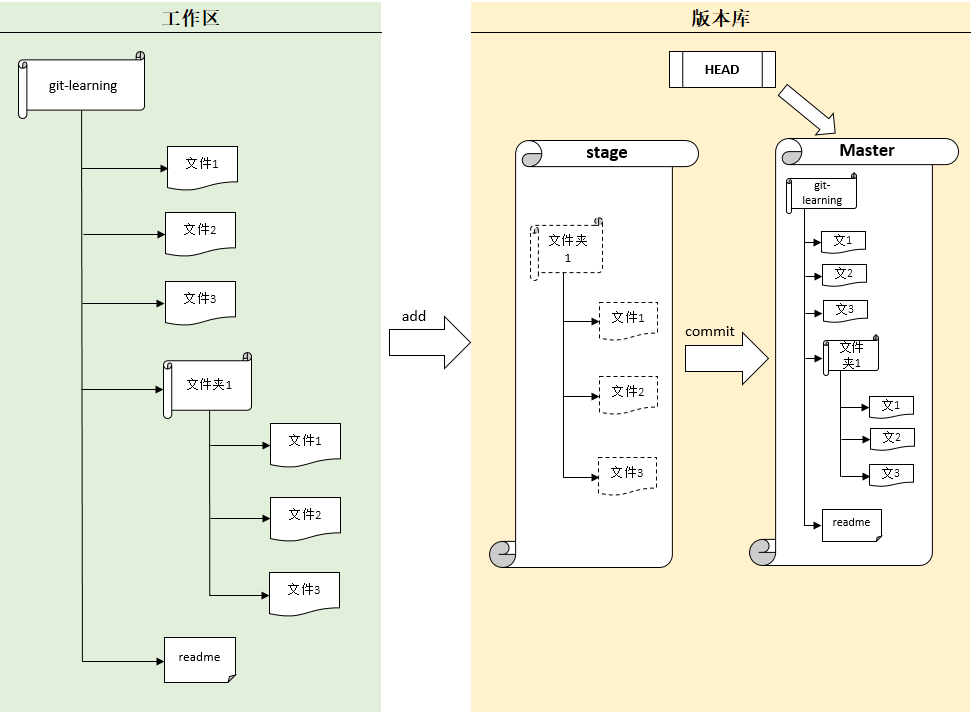 工作区
git-learning
文件1
文件2
文件3
文件夹1
文件1
文件2
文件3
readme
add
版本库
HEAD
stage
文件夹
1
文件1
文件2
文件3
commit
Master
git-
learning
文1
文2
文3
文件
夹1
文1
文2
文3
readme